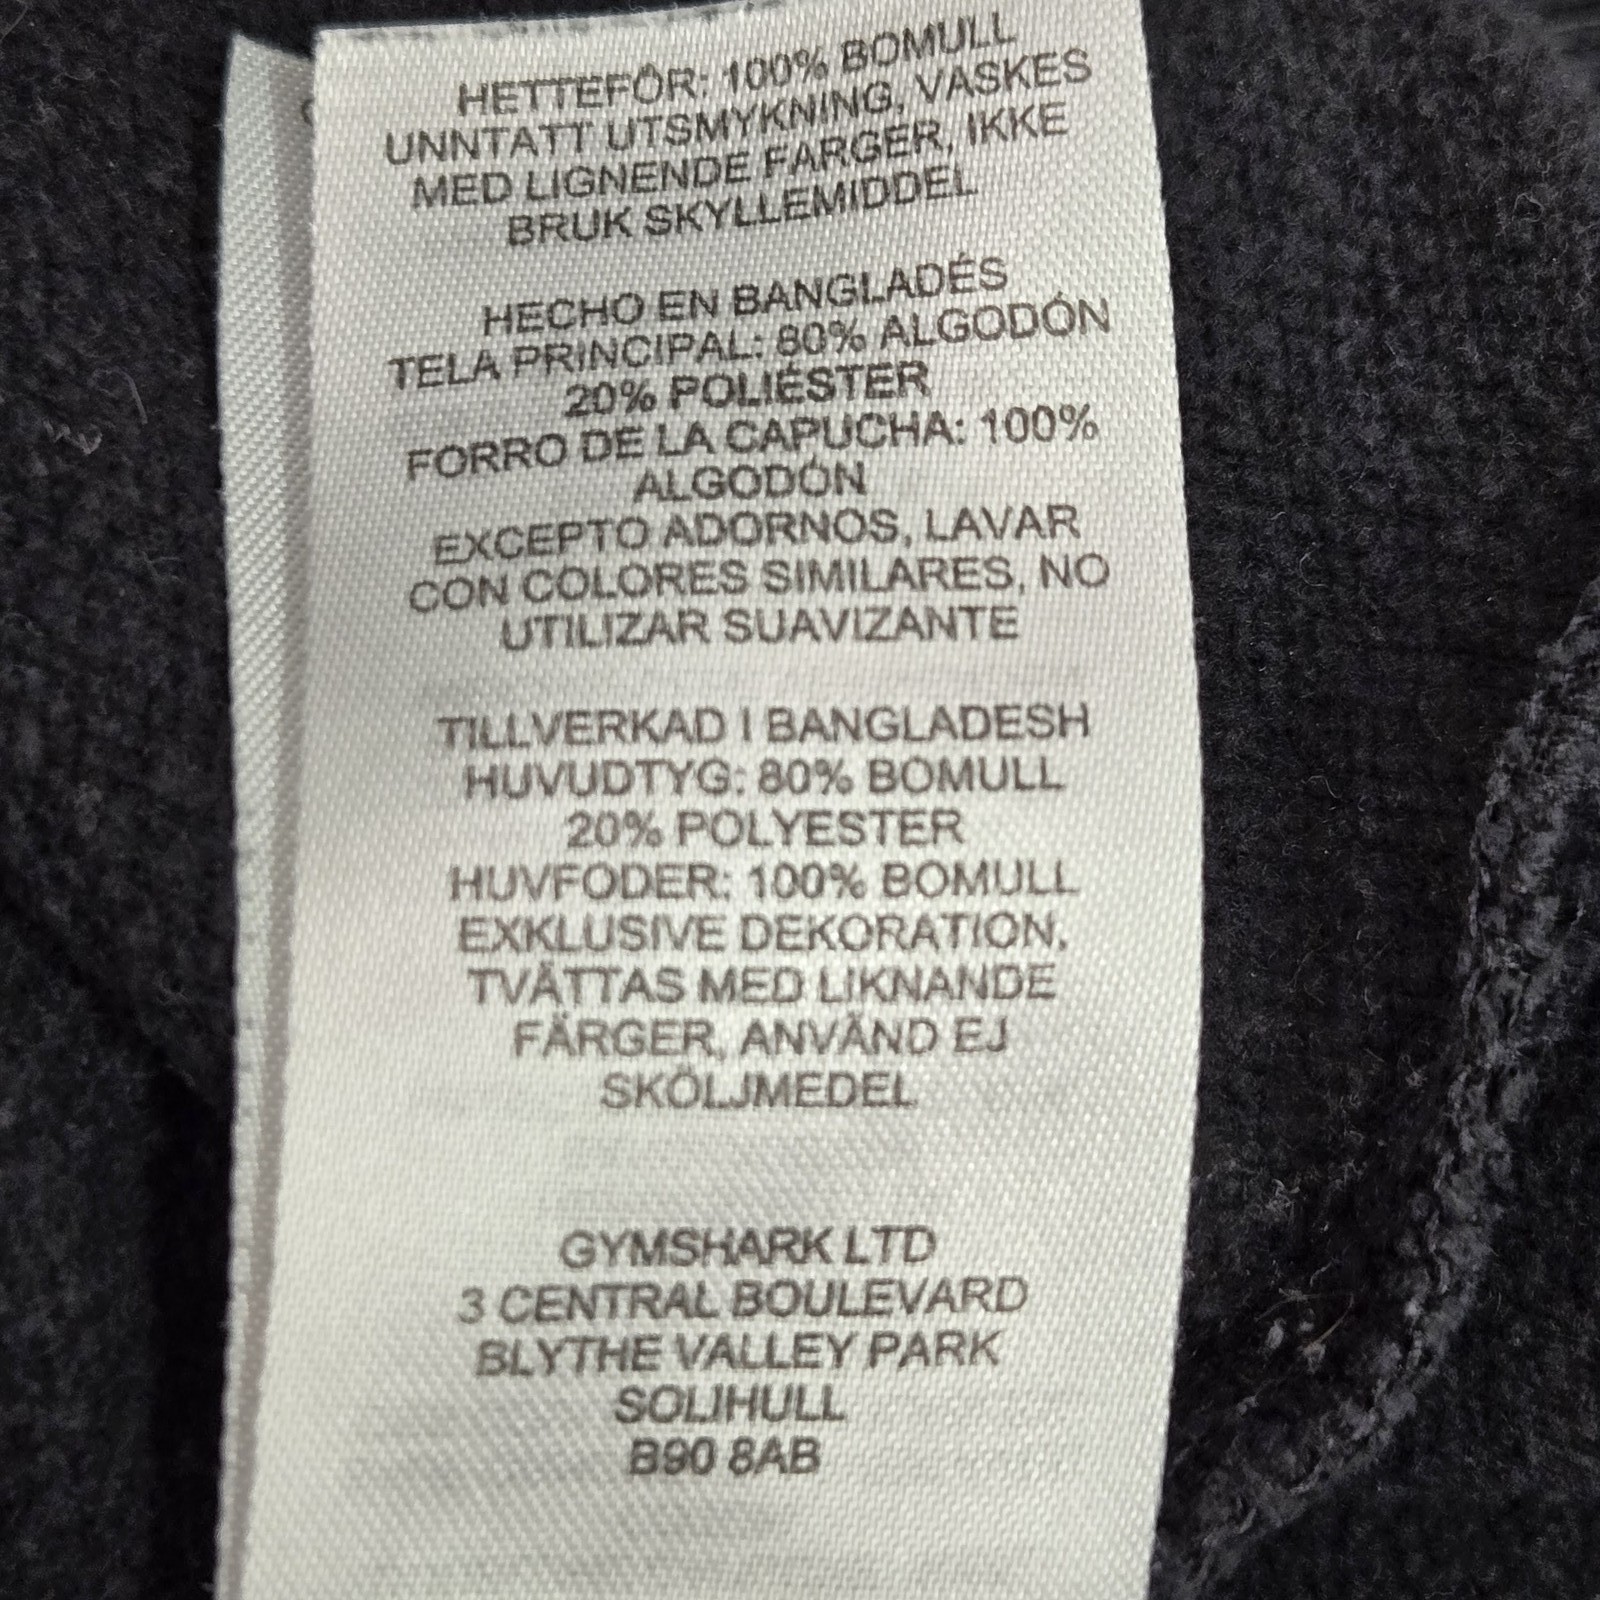 HETTEFÔR: 100% BOMULL
UNNTATT UTSMYKNING, VASKES
MED LIGNENDE FARGER, IKKE
BRUK SKYLLEMIDDEL
HECHO EN BANGLADÉS
TELA PRINCIPAL: 80% ALGODÓN
20% POLIÉSTER
FORRO DE LA CAPUCHA: 100%
ALGODÓN
EXCEPTO ADORNOS, LAVAR
CON COLORES SIMILARES, NO
UTILIZAR SUAVIZANTE
TILLVERKAD I BANGLADESH
HUVUDTYG: 80% BOMULL
20% POLYESTER
HUVFODER: 100% BOMULL
EXKLUSIVE DEKORATION,
TVÄTTAS MED LIKNANDE
FÄRGER, ANVÄND EJ
SKÖLJMEDEL
GYMSHARK LTD
3 CENTRAL BOULEVARD
BLYTHE VALLEY PARK
SOLIHULL
B90 8AB